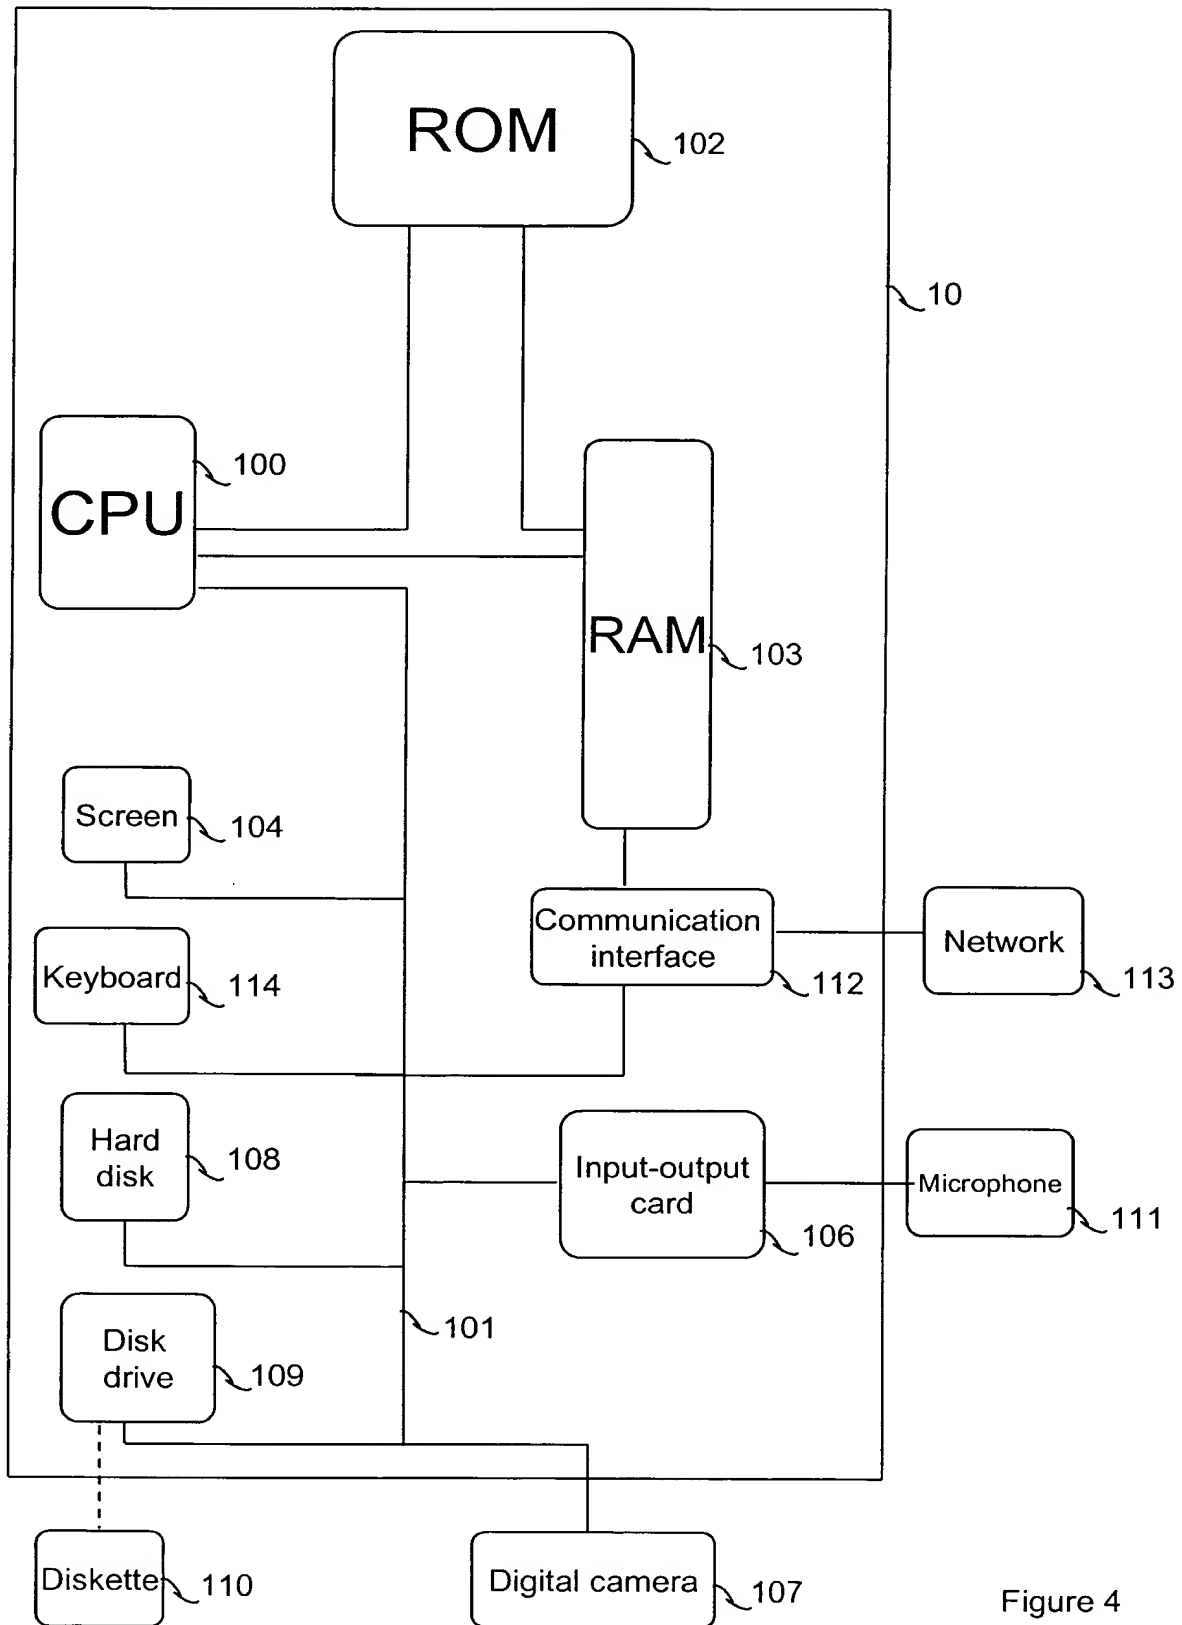 ROM
102
10
100
CPU
RAM
103
Screen
104
Communication
interface
112
Network
113
Keyboard
114
Hard
disk
108
Input-output
card
106
Microphone
111
101
Disk
drive
109
Diskette
110
Digital camera
107
Figure 4